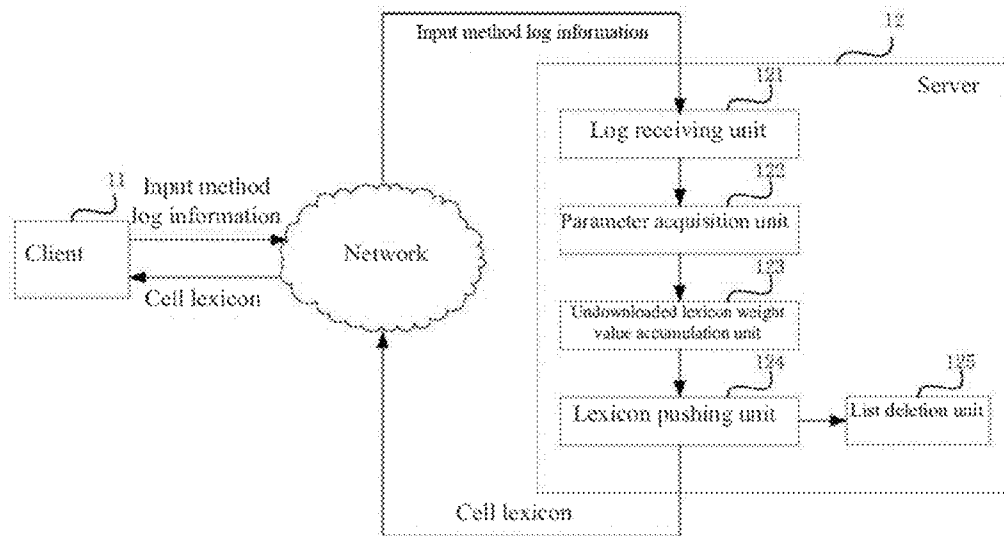 Input method log information
12
Server
121
Log receiving unit
122
Parameter acquisition unit
123
Undownloaded lexicon weight
value accumulation unit
124
Lexicon pushing unit
125
List deletion unit
11
Client
Input method
log information
Cell lexicon
Network
Cell lexicon